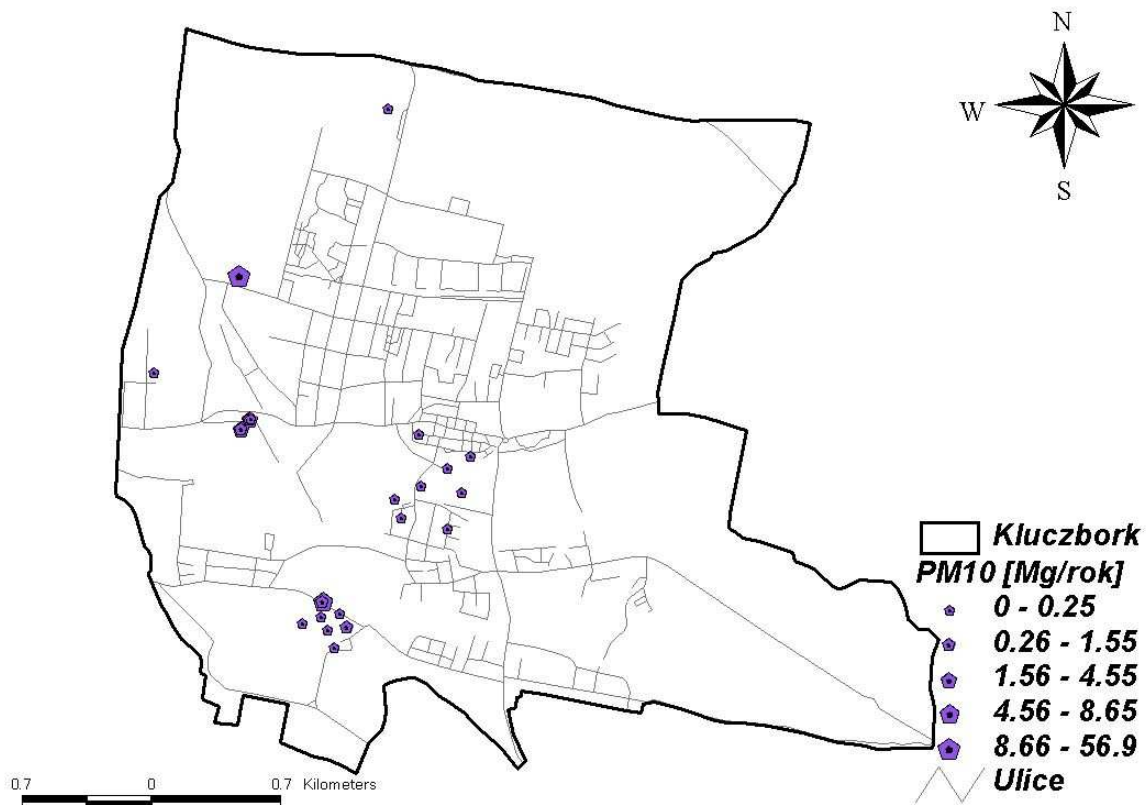 N
W
S
Kluczbork
PM10 [Mg/rok]
0 - 0.25
0.26 - 1.55
1.56 - 4.55
4.56 - 8.65
8.66 - 56.9
Ulice
0.7 0 0.7 Kilometers